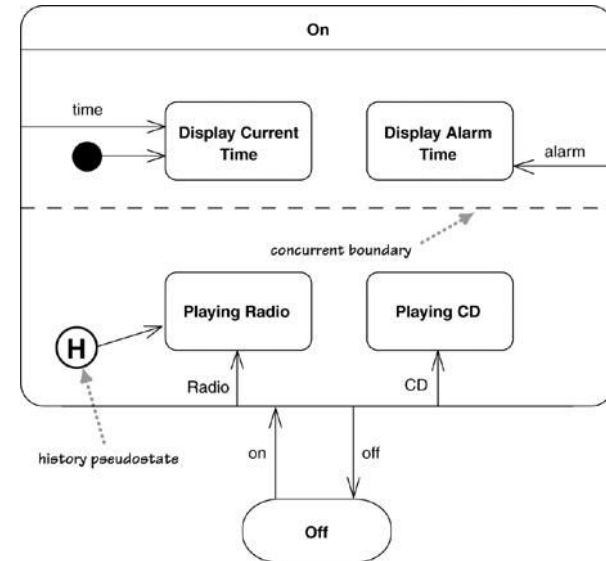 On
time
Display Current
Time
Display Alarm
Time
alarm
concurrent boundary
Playing Radio
Playing CD
H
Radio
CD
history pseudostate
on
off
Off